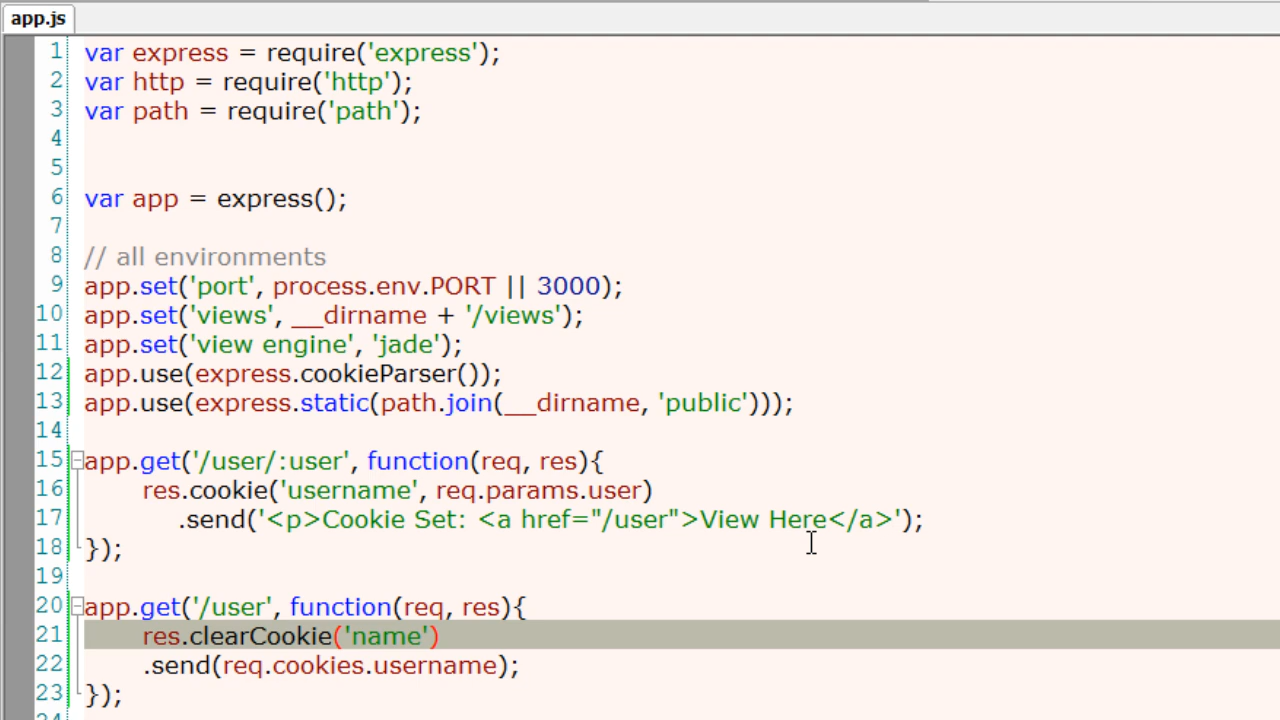 app.js
1 var express = require('express');
2 var http = require('http');
3 var path = require('path');
4
5
6 var app = express();
7
8 // all environments
9 app.set('port', process.env.PORT || 3000);
10 app.set('views', __dirname + '/views');
11 app.set('view engine', 'jade');
12 app.use(express.cookieParser());
13 app.use(express.static(path.join(__dirname, 'public')));
14
15 app.get('/user/:user', function(req, res){
16 res.cookie('username', req.params.user)
17 .send('<p>Cookie Set: <a href="/user">View Here</a>');
18 });
19
20 app.get('/user', function(req, res){
21 res.clearCookie('name')
22 .send(req.cookies.username);
23 });
24